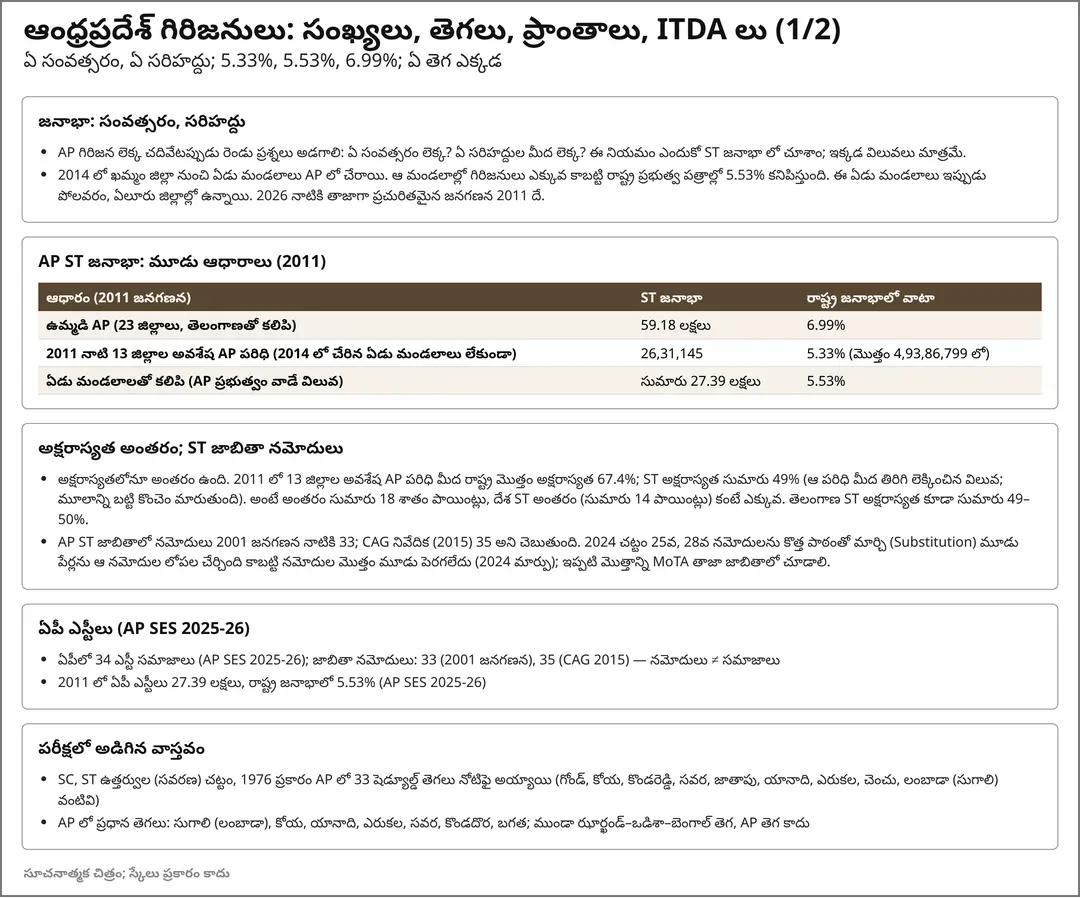 ఆంధ్రప్రదేశ్ గిరిజనులు: సంఖ్యలు, తెగలు, ప్రాంతాలు, ITDA లు (1/2)
ఏ సంవత్సరం, ఏ సరిహద్దు; 5.33%, 5.53%, 6.99%; ఏ తెగ ఎక్కడ
జనాభా: సంవత్సరం, సరిహద్దు
• AP గిరిజన లెక్క చదివేటప్పుడు రెండు ప్రశ్నలు అడగాలి: ఏ సంవత్సరం లెక్క? ఏ సరిహద్దుల మీద లెక్క? ఈ నియమం ఎందుకో ST జనాభా లో చూశాం; ఇక్కడ విలువలు మాత్రమే.
• 2014 లో ఖమ్మం జిల్లా నుంచి ఏడు మండలాలు AP లో చేరాయి. ఆ మండలాల్లో గిరిజనులు ఎక్కువ కాబట్టి రాష్ట్ర ప్రభుత్వ పత్రాల్లో 5.53% కనిపిస్తుంది. ఈ ఏడు మండలాలు ఇప్పుడు
పోలవరం, ఏలూరు జిల్లాల్లో ఉన్నాయి. 2026 నాటికి తాజాగా ప్రచురితమైన జనగణన 2011 దే.
AP ST జనాభా: మూడు ఆధారాలు (2011)
ఆధారం (2011 జనగణన) ST జనాభా రాష్ట్ర జనాభాలో వాటా
ఉమ్మడి AP (23 జిల్లాలు, తెలంగాణతో కలిపి) 59.18 లక్షలు 6.99%
2011 నాటి 13 జిల్లాల అవశేష AP పరిధి (2014 లో చేరిన ఏడు మండలాలు లేకుండా) 26,31,145 5.33% (మొత్తం 4,93,86,799 లో)
ఏడు మండలాలతో కలిపి (AP ప్రభుత్వం వాడే విలువ) సుమారు 27.39 లక్షలు 5.53%
అక్షరాస్యత అంతరం; ST జాబితా నమోదులు
• అక్షరాస్యతలోనూ అంతరం ఉంది. 2011 లో 13 జిల్లాల అవశేష AP పరిధి మీద రాష్ట్ర మొత్తం అక్షరాస్యత 67.4%; ST అక్షరాస్యత సుమారు 49% (ఆ పరిధి మీద తిరిగి లెక్కించిన విలువ;
మూలాన్ని బట్టి కొంచెం మారుతుంది). అంటే అంతరం సుమారు 18 శాతం పాయింట్లు, దేశ ST అంతరం (సుమారు 14 పాయింట్లు) కంటే ఎక్కువ. తెలంగాణ ST అక్షరాస్యత కూడా సుమారు 49–
50%.
• AP ST జాబితాలో నమోదులు 2001 జనగణన నాటికి 33; CAG నివేదిక (2015) 35 అని చెబుతుంది. 2024 చట్టం 25వ, 28వ నమోదులను కొత్త పాఠంతో మార్చి (Substitution) మూడు
పేర్లను ఆ నమోదుల లోపల చేర్చింది కాబట్టి నమోదుల మొత్తం మూడు పెరగలేదు (2024 మార్పు); ఇప్పటి మొత్తాన్ని MoTA తాజా జాబితాలో చూడాలి.
ఏపీ ఎస్టీలు (AP SES 2025-26)
• ఏపీలో 34 ఎస్టీ సమాజాలు (AP SES 2025-26); జాబితా నమోదులు: 33 (2001 జనగణన), 35 (CAG 2015) — నమోదులు ≠ సమాజాలు
• 2011 లో ఏపీ ఎస్టీలు 27.39 లక్షలు, రాష్ట్ర జనాభాలో 5.53% (AP SES 2025-26)
పరీక్షలో అడిగిన వాస్తవం
• SC, ST ఉత్తర్వుల (సవరణ) చట్టం, 1976 ప్రకారం AP లో 33 షెడ్యూల్డ్ తెగలు నోటిఫై అయ్యాయి (గోండ్, కోయ, కొండరెడ్డి, సవర, జాతాపు, యానాది, ఎరుకల, చెంచు, లంబాడా (సుగాలి)
వంటివి)
• AP లో ప్రధాన తెగలు: సుగాలి (లంబాడా), కోయ, యానాది, ఎరుకల, సవర, కొండదొర, బగత; ముండా ఝార్ఖండ్–ఒడిశా–బెంగాల్ తెగ, AP తెగ కాదు
సూచనాత్మక చిత్రం; స్కేలు ప్రకారం కాదు